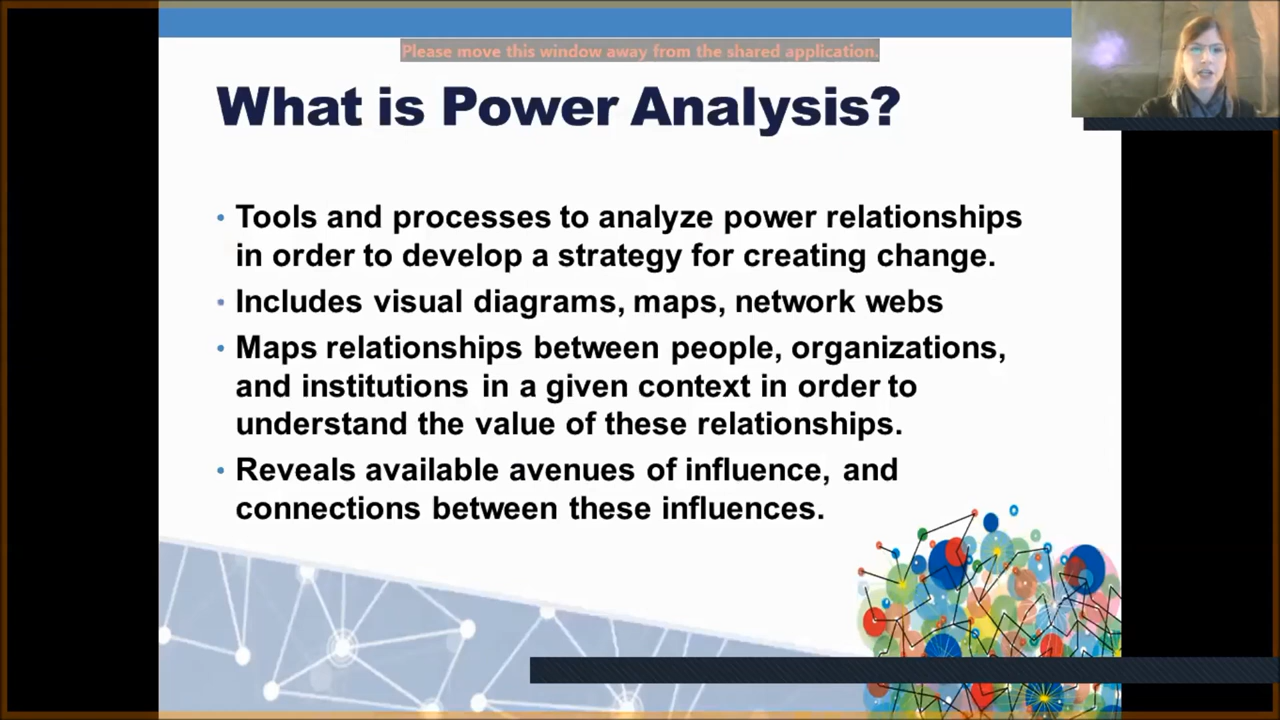 Please move this window away from the shared application.
What is Power Analysis?
• Tools and processes to analyze power relationships
in order to develop a strategy for creating change.
• Includes visual diagrams, maps, network webs
• Maps relationships between people, organizations,
and institutions in a given context in order to
understand the value of these relationships.
• Reveals available avenues of influence, and
connections between these influences.